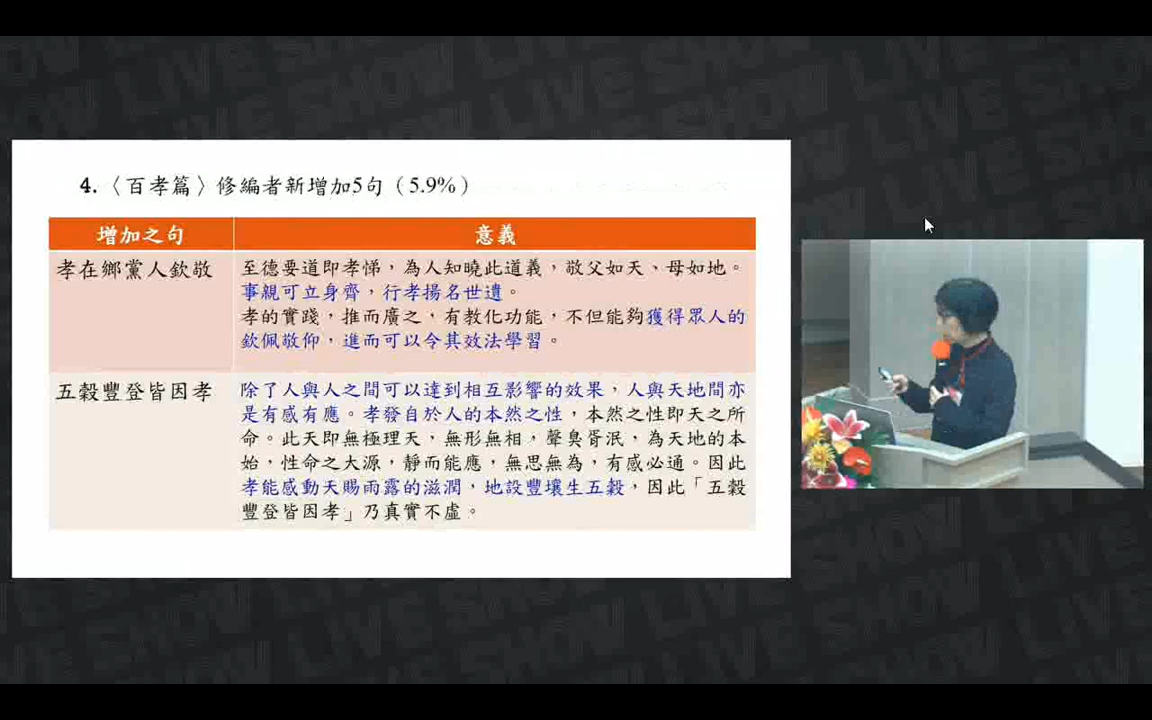 4.〈百孝篇〉修編者新增加5句（5.9%）
增加之句
意義
孝在鄉黨人欽敬
至德要道即孝悌，為人知曉此道義，敬父如天、母如地。
事親可立身齊，行孝揚名世遺。
孝的實踐，推而廣之，有教化功能，不但能夠獲得眾人的
欽佩敬仰，進而可以令其效法學習。
五穀豐登皆因孝
除了人與人之間可以達到相互影響的效果，人與天地間亦
是有感有應。孝發自於人的本然之性，本然之性即天之所
命。此天即無極理天，無形無相，聲臭胥泯，為天地的本
始，性命之大源，靜而能應，無思無為，有感必通。因此
孝能感動天賜雨露的滋潤，地設豐壤生五穀，因此「五穀
豐登皆因孝」乃真實不虛。
LIVE SHOW